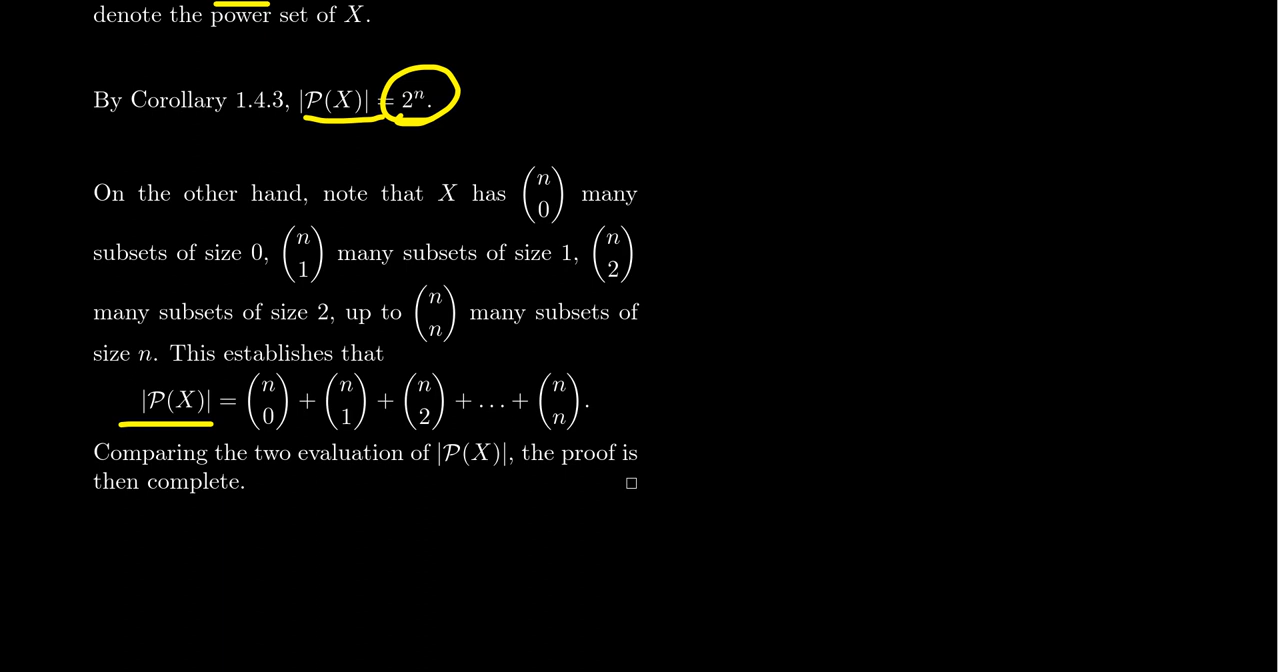 denote the power set of X.
By Corollary 1.4.3, |𝒫(X)| = 2ⁿ.
On the other hand, note that X has (n 0) many
subsets of size 0, (n 1) many subsets of size 1, (n 2)
many subsets of size 2, up to (n n) many subsets of
size n. This establishes that
|𝒫(X)| = (n 0) + (n 1) + (n 2) + ... + (n n).
Comparing the two evaluation of |𝒫(X)|, the proof is
then complete. □